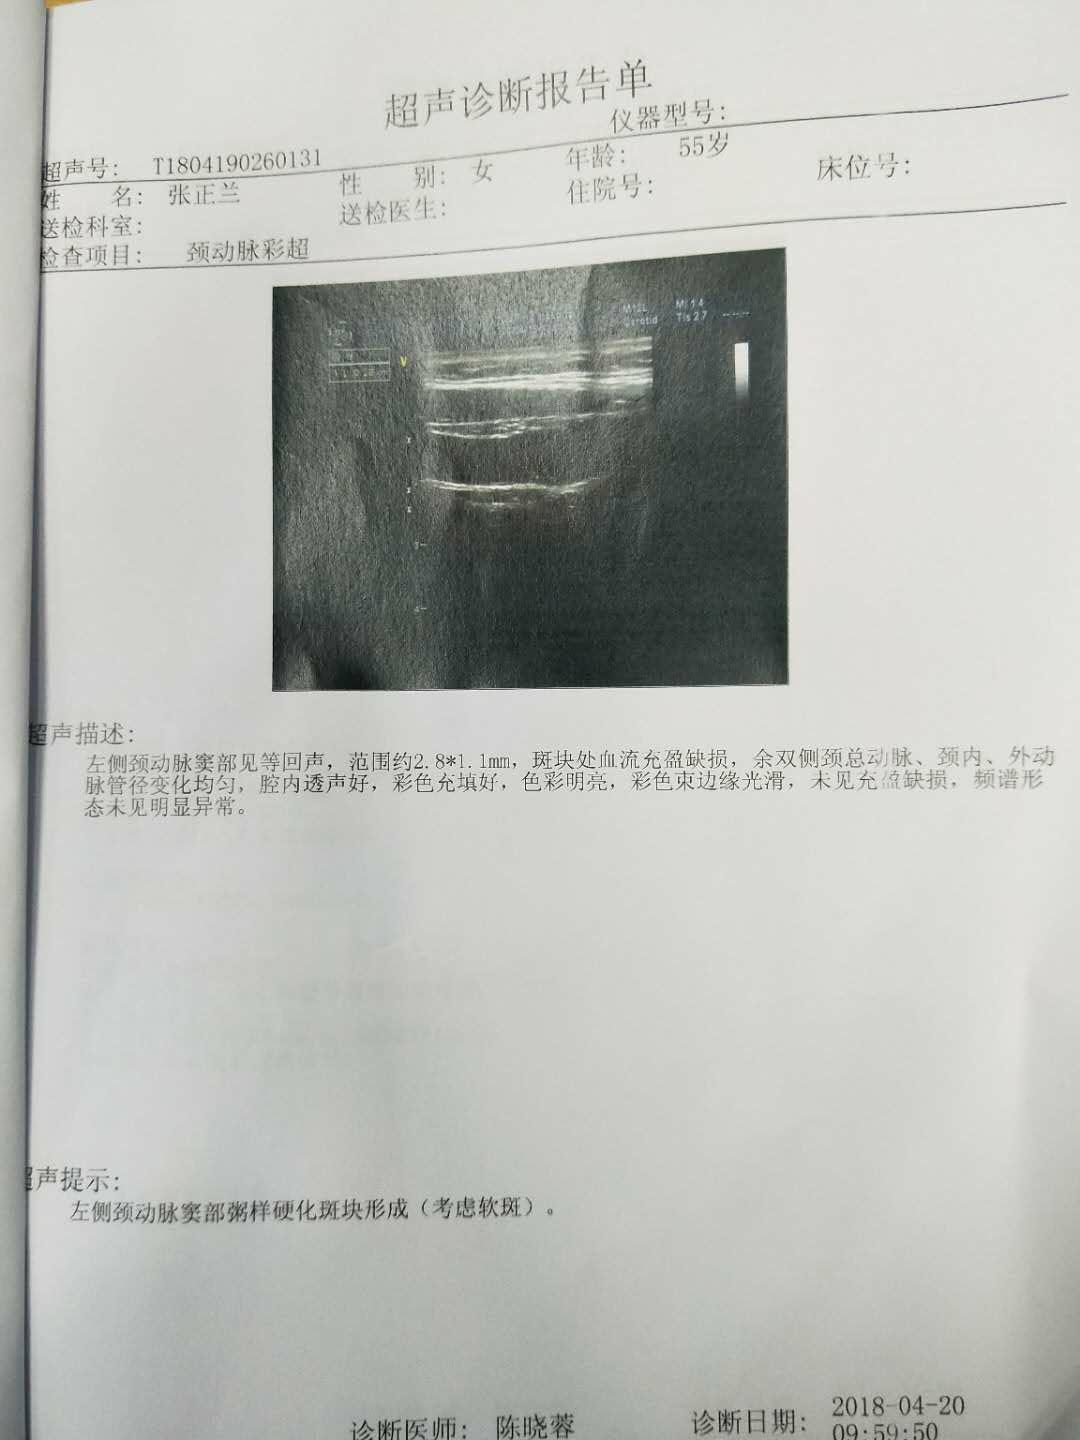 超声诊断报告单
仪器型号:
超声号: T1804190260131
姓 名: 张正兰 性 别: 女 年龄: 55岁
送检科室: 送检医生: 住院号: 床位号:
检查项目: 颈动脉彩超
M12L MI 1.4
Carotid TIs 2.7
V
超声描述:
左侧颈动脉窦部见等回声，范围约2.8*1.1mm，斑块处血流充盈缺损，余双侧颈总动脉、颈内、外动
脉管径变化均匀，腔内透声好，彩色充填好，色彩明亮，彩色束边缘光滑，未见充盈缺损，频谱形
态未见明显异常。
超声提示:
左侧颈动脉窦部粥样硬化斑块形成（考虑软斑）。
诊断医师: 陈晓蓉 诊断日期: 2018-04-20
09:59:50